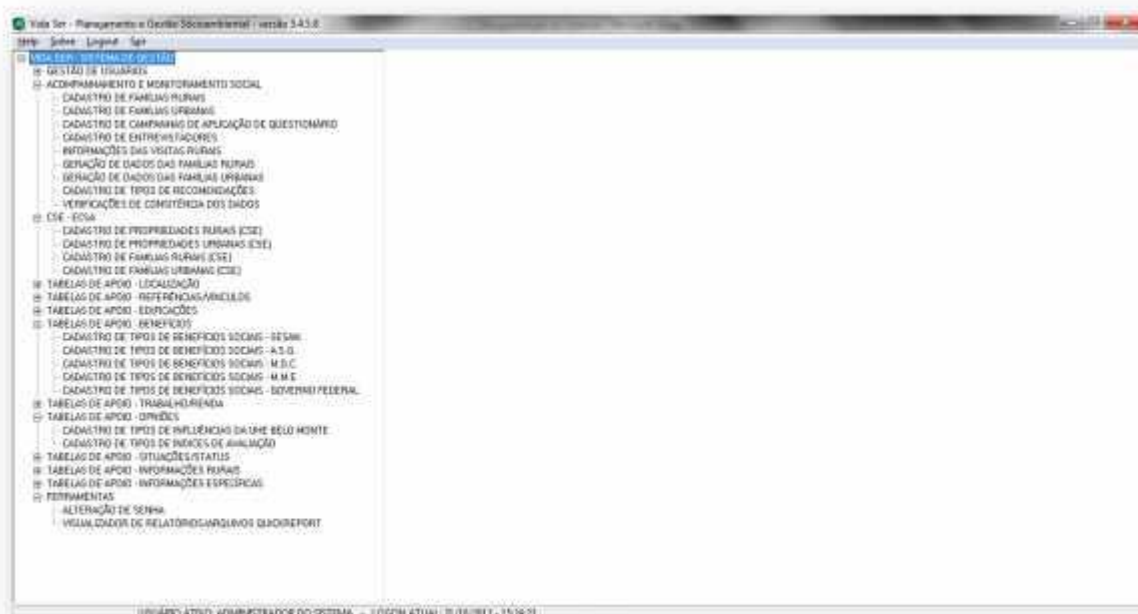 Vida Ser - Planejamento e Gestão Sócioambiental - versão 3.4.5.8
Help Sobre Logout Sair
VIDA SER - SISTEMA DE GESTÃO
GESTÃO DE USUÁRIOS
ACOMPANHAMENTO E MONITORAMENTO SOCIAL
CADASTRO DE FAMÍLIAS RURAIS
CADASTRO DE FAMÍLIAS URBANAS
CADASTRO DE CAMPANHAS DE APLICAÇÃO DE QUESTIONÁRIO
CADASTRO DE ENTREVISTADORES
INFORMAÇÕES DAS VISITAS RURAIS
GERAÇÃO DE DADOS DAS FAMÍLIAS RURAIS
GERAÇÃO DE DADOS DAS FAMÍLIAS URBANAS
CADASTRO DE TIPOS DE RECOMENDAÇÕES
VERIFICAÇÕES DE CONSITÊNCIA DOS DADOS
CSE - ECSA
CADASTRO DE PROPRIEDADES RURAIS (CSE)
CADASTRO DE PROPRIEDADES URBANAS (CSE)
CADASTRO DE FAMÍLIAS RURAIS (CSE)
CADASTRO DE FAMÍLIAS URBANAS (CSE)
TABELAS DE APOIO - LOCALIZAÇÃO
TABELAS DE APOIO - REFERÊNCIAS/VINCULOS
TABELAS DE APOIO - EDIFICAÇÕES
TABELAS DE APOIO - BENEFÍCIOS
CADASTRO DE TIPOS DE BENEFÍCIOS SOCIAIS - SESAN
CADASTRO DE TIPOS DE BENEFÍCIOS SOCIAIS - A.S.G.
CADASTRO DE TIPOS DE BENEFÍCIOS SOCIAIS - M.D.C
CADASTRO DE TIPOS DE BENEFÍCIOS SOCIAIS - M.M.E
CADASTRO DE TIPOS DE BENEFÍCIOS SOCIAIS - GOVERNO FEDERAL
TABELAS DE APOIO - TRABALHO/RENDA
TABELAS DE APOIO - OPINIÕES
CADASTRO DE TIPOS DE INFLUÊNCIAS DA UHE BELO MONTE
CADASTRO DE TIPOS DE INDICES DE AVALIAÇÃO
TABELAS DE APOIO - SITUAÇÕES/STATUS
TABELAS DE APOIO - INFORMAÇÕES RURAIS
TABELAS DE APOIO - INFORMAÇÕES ESPECÍFICAS
FERRAMENTAS
ALTERAÇÃO DE SENHA
VISUALIZADOR DE RELATÓRIOS/ARQUIVOS QUICKREPORT
USUÁRIO ATIVO: ADMINISTRADOR DO SISTEMA - LOGON ATUAL: